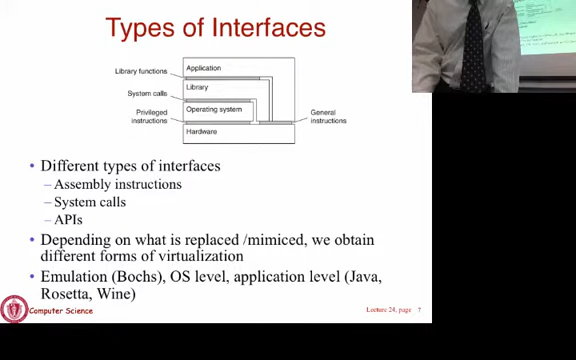 Types of Interfaces
Application
Library functions
Library
System calls
Operating system
Privileged
instructions
General
instructions
Hardware
• Different types of interfaces
– Assembly instructions
– System calls
– APIs
• Depending on what is replaced /mimiced, we obtain
different forms of virtualization
• Emulation (Bochs), OS level, application level (Java,
Rosetta, Wine)
Computer Science
Lecture 24, page 7